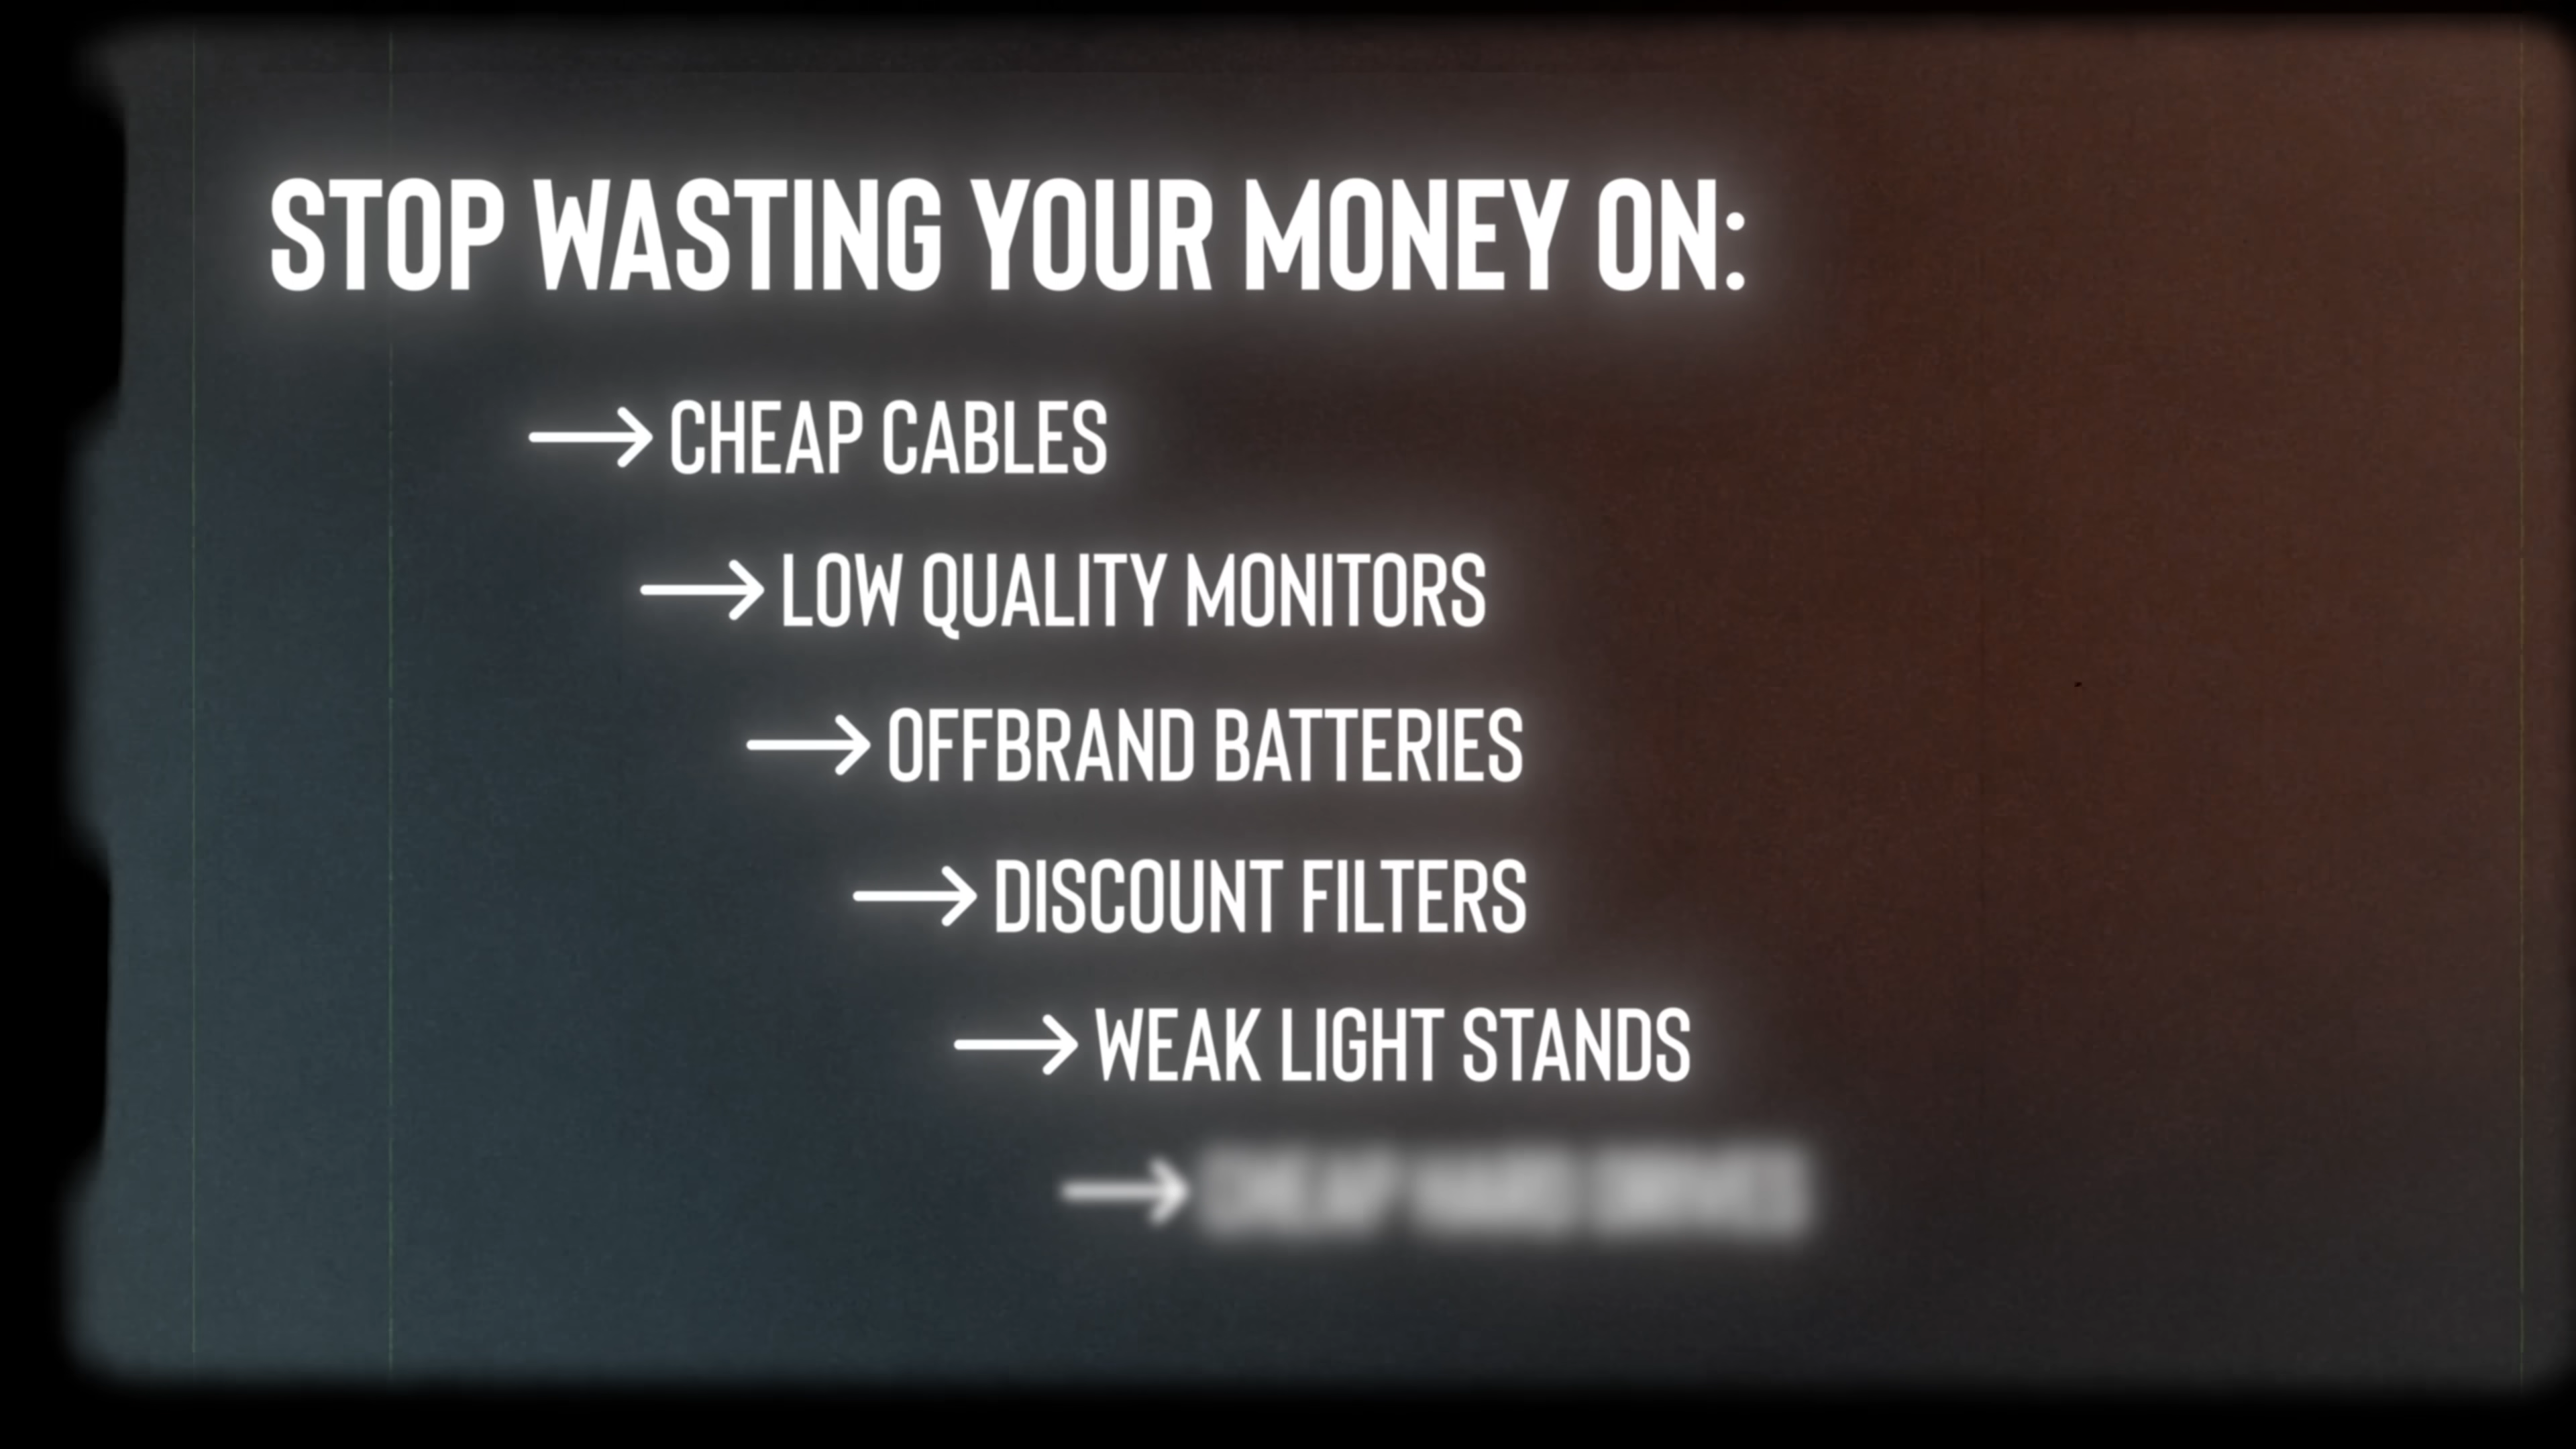 STOP WASTING YOUR MONEY ON:
→ CHEAP CABLES
→ LOW QUALITY MONITORS
→ OFFBRAND BATTERIES
→ DISCOUNT FILTERS
→ WEAK LIGHT STANDS
→